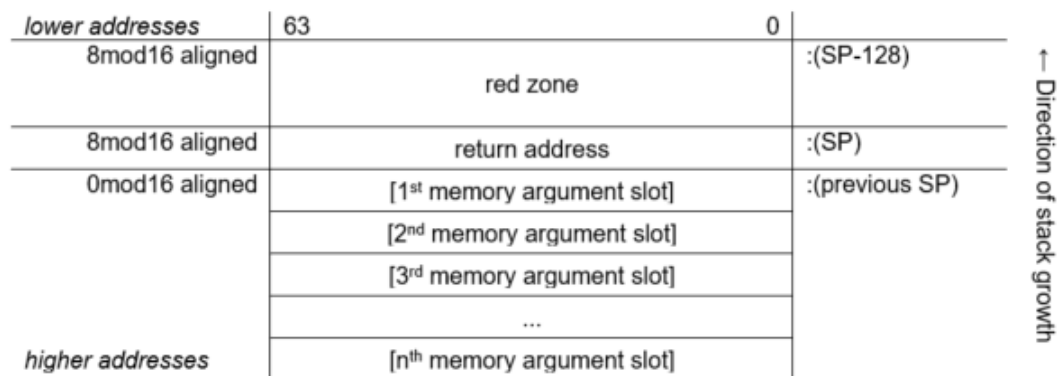 lower addresses 63 0
8mod16 aligned :(SP-128)
red zone
8mod16 aligned return address :(SP)
0mod16 aligned [1st memory argument slot] :(previous SP)
[2nd memory argument slot]
[3rd memory argument slot]
...
higher addresses [nth memory argument slot]
← Direction of stack growth